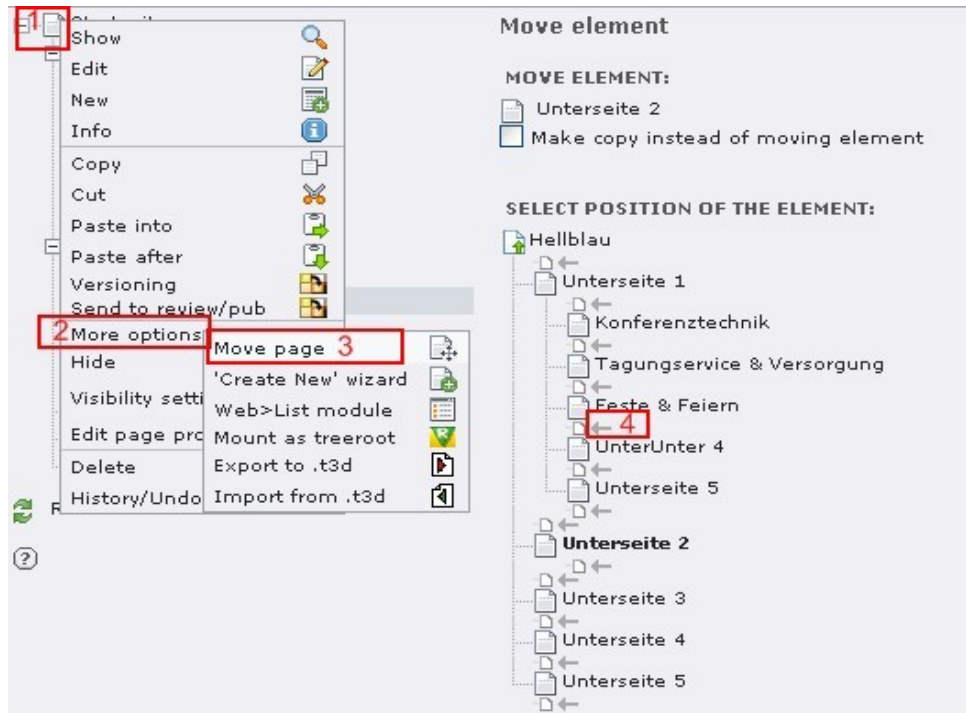 1
Show
Edit
New
Info
Copy
Cut
Paste into
Paste after
Versioning
Send to review/pub
2 More options
Hide
Visibility setti
Edit page pro
Delete
History/Undo
Move page 3
'Create New' wizard
Web>List module
Mount as treeroot
Export to .t3d
Import from .t3d
R
?
Move element
MOVE ELEMENT:
Unterseite 2
Make copy instead of moving element
SELECT POSITION OF THE ELEMENT:
Hellblau
Unterseite 1
Konferenztechnik
Tagungservice & Versorgung
Feste & Feiern
4
UnterUnter 4
Unterseite 5
Unterseite 2
Unterseite 3
Unterseite 4
Unterseite 5